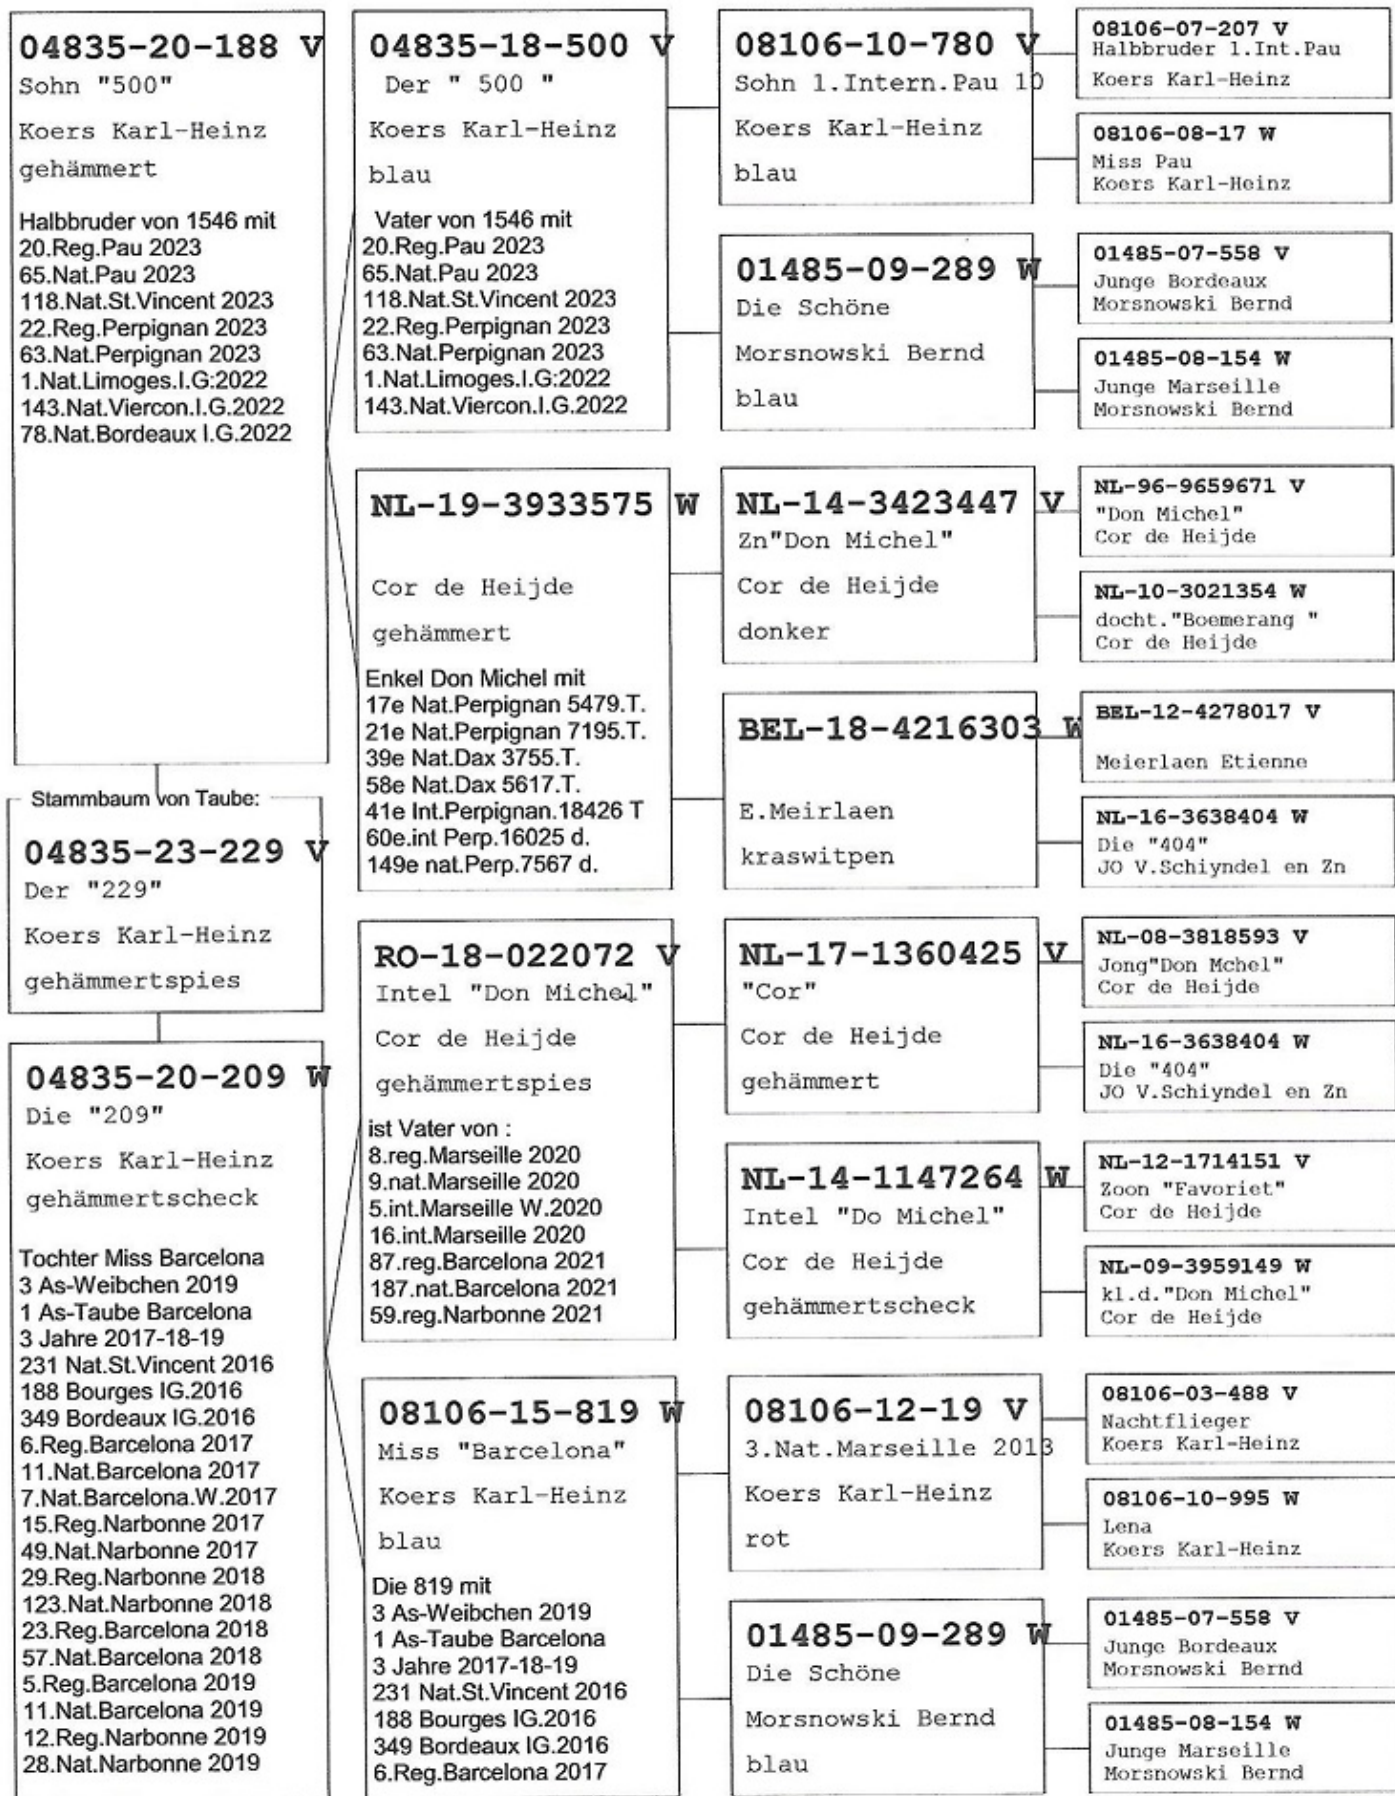 04835-20-188 V
Sohn "500"
Koers Karl-Heinz
gehämmert
Halbbruder von 1546 mit
20.Reg.Pau 2023
65.Nat.Pau 2023
118.Nat.St.Vincent 2023
22.Reg.Perpignan 2023
63.Nat.Perpignan 2023
1.Nat.Limoges.I.G:2022
143.Nat.Viercon.I.G.2022
78.Nat.Bordeaux I.G.2022
Stammbaum von Taube:
04835-23-229 V
Der "229"
Koers Karl-Heinz
gehämmertspies
04835-20-209 W
Die "209"
Koers Karl-Heinz
gehämmertscheck
Tochter Miss Barcelona
3 As-Weibchen 2019
1 As-Taube Barcelona
3 Jahre 2017-18-19
231 Nat.St.Vincent 2016
188 Bourges IG.2016
349 Bordeaux IG.2016
6.Reg.Barcelona 2017
11.Nat.Barcelona 2017
7.Nat.Barcelona.W.2017
15.Reg.Narbonne 2017
49.Nat.Narbonne 2017
29.Reg.Narbonne 2018
123.Nat.Narbonne 2018
23.Reg.Barcelona 2018
57.Nat.Barcelona 2018
5.Reg.Barcelona 2019
11.Nat.Barcelona 2019
12.Reg.Narbonne 2019
28.Nat.Narbonne 2019
04835-18-500 V
Der " 500 "
Koers Karl-Heinz
blau
Vater von 1546 mit
20.Reg.Pau 2023
65.Nat.Pau 2023
118.Nat.St.Vincent 2023
22.Reg.Perpignan 2023
63.Nat.Perpignan 2023
1.Nat.Limoges.I.G:2022
143.Nat.Viercon.I.G.2022
NL-19-3933575 W
Cor de Heijde
gehämmert
Enkel Don Michel mit
17e Nat.Perpignan 5479.T.
21e Nat.Perpignan 7195.T.
39e Nat.Dax 3755.T.
58e Nat.Dax 5617.T.
41e Int.Perpignan.18426 T
60e.int Perp.16025 d.
149e nat.Perp.7567 d.
RO-18-022072 V
Intel "Don Michel"
Cor de Heijde
gehämmertspies
ist Vater von :
8.reg.Marseille 2020
9.nat.Marseille 2020
5.int.Marseille W.2020
16.int.Marseille 2020
87.reg.Barcelona 2021
187.nat.Barcelona 2021
59.reg.Narbonne 2021
08106-15-819 W
Miss "Barcelona"
Koers Karl-Heinz
blau
Die 819 mit
3 As-Weibchen 2019
1 As-Taube Barcelona
3 Jahre 2017-18-19
231 Nat.St.Vincent 2016
188 Bourges IG.2016
349 Bordeaux IG.2016
6.Reg.Barcelona 2017
08106-10-780 V
Sohn 1.Intern.Pau 10
Koers Karl-Heinz
blau
01485-09-289 W
Die Schöne
Morsnowski Bernd
blau
NL-14-3423447 V
Zn"Don Michel"
Cor de Heijde
donker
BEL-18-4216303 W
E.Meirlaen
kraswitpen
NL-17-1360425 V
"Cor"
Cor de Heijde
gehämmert
NL-14-1147264 W
Intel "Do Michel"
Cor de Heijde
gehämmertscheck
08106-12-19 V
3.Nat.Marseille 2013
Koers Karl-Heinz
rot
01485-09-289 W
Die Schöne
Morsnowski Bernd
blau
08106-07-207 V
Halbbruder 1.Int.Pau
Koers Karl-Heinz
08106-08-17 W
Miss Pau
Koers Karl-Heinz
01485-07-558 V
Junge Bordeaux
Morsnowski Bernd
01485-08-154 W
Junge Marseille
Morsnowski Bernd
NL-96-9659671 V
"Don Michel"
Cor de Heijde
NL-10-3021354 W
docht."Boemerang "
Cor de Heijde
BEL-12-4278017 V
Meierlaen Etienne
NL-16-3638404 W
Die "404"
JO V.Schiyndel en Zn
NL-08-3818593 V
Jong"Don Mchel"
Cor de Heijde
NL-16-3638404 W
Die "404"
JO V.Schiyndel en Zn
NL-12-1714151 V
Zoon "Favoriet"
Cor de Heijde
NL-09-3959149 W
kl.d."Don Michel"
Cor de Heijde
08106-03-488 V
Nachtflieger
Koers Karl-Heinz
08106-10-995 W
Lena
Koers Karl-Heinz
01485-07-558 V
Junge Bordeaux
Morsnowski Bernd
01485-08-154 W
Junge Marseille
Morsnowski Bernd